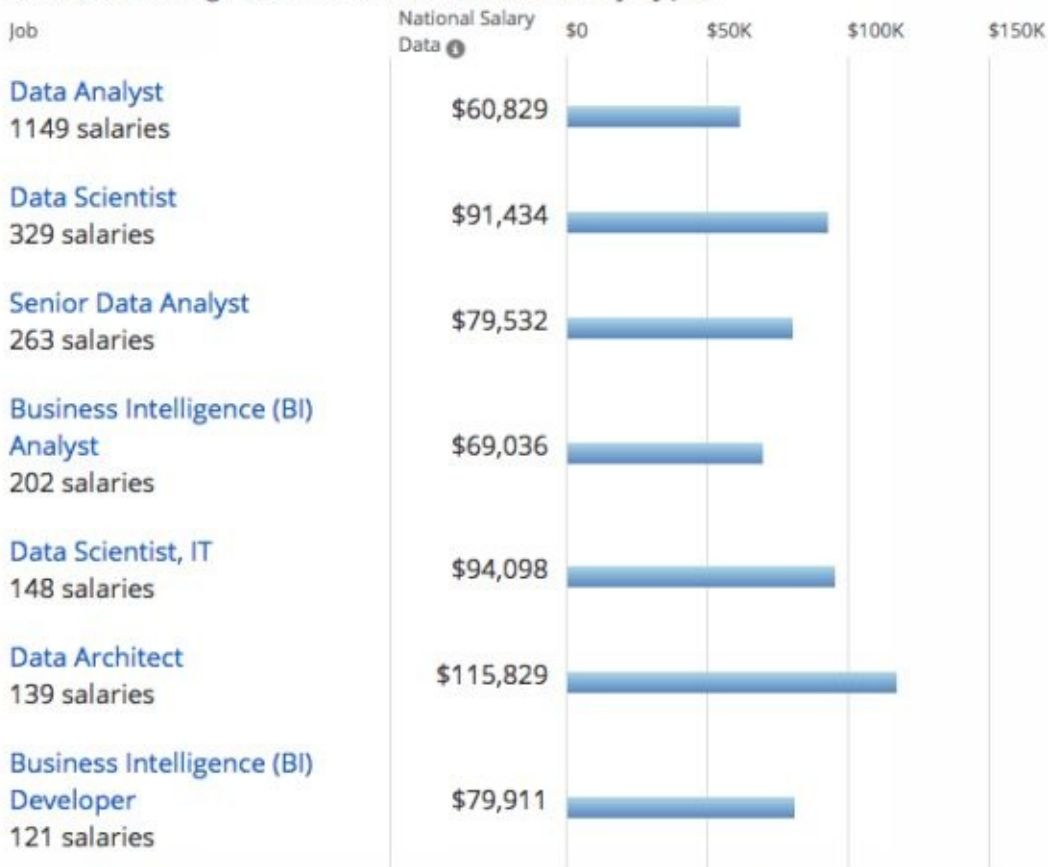 Job
National Salary
Data
$0 $50K $100K $150K
Data Analyst
1149 salaries
$60,829
Data Scientist
329 salaries
$91,434
Senior Data Analyst
263 salaries
$79,532
Business Intelligence (BI)
Analyst
202 salaries
$69,036
Data Scientist, IT
148 salaries
$94,098
Data Architect
139 salaries
$115,829
Business Intelligence (BI)
Developer
121 salaries
$79,911